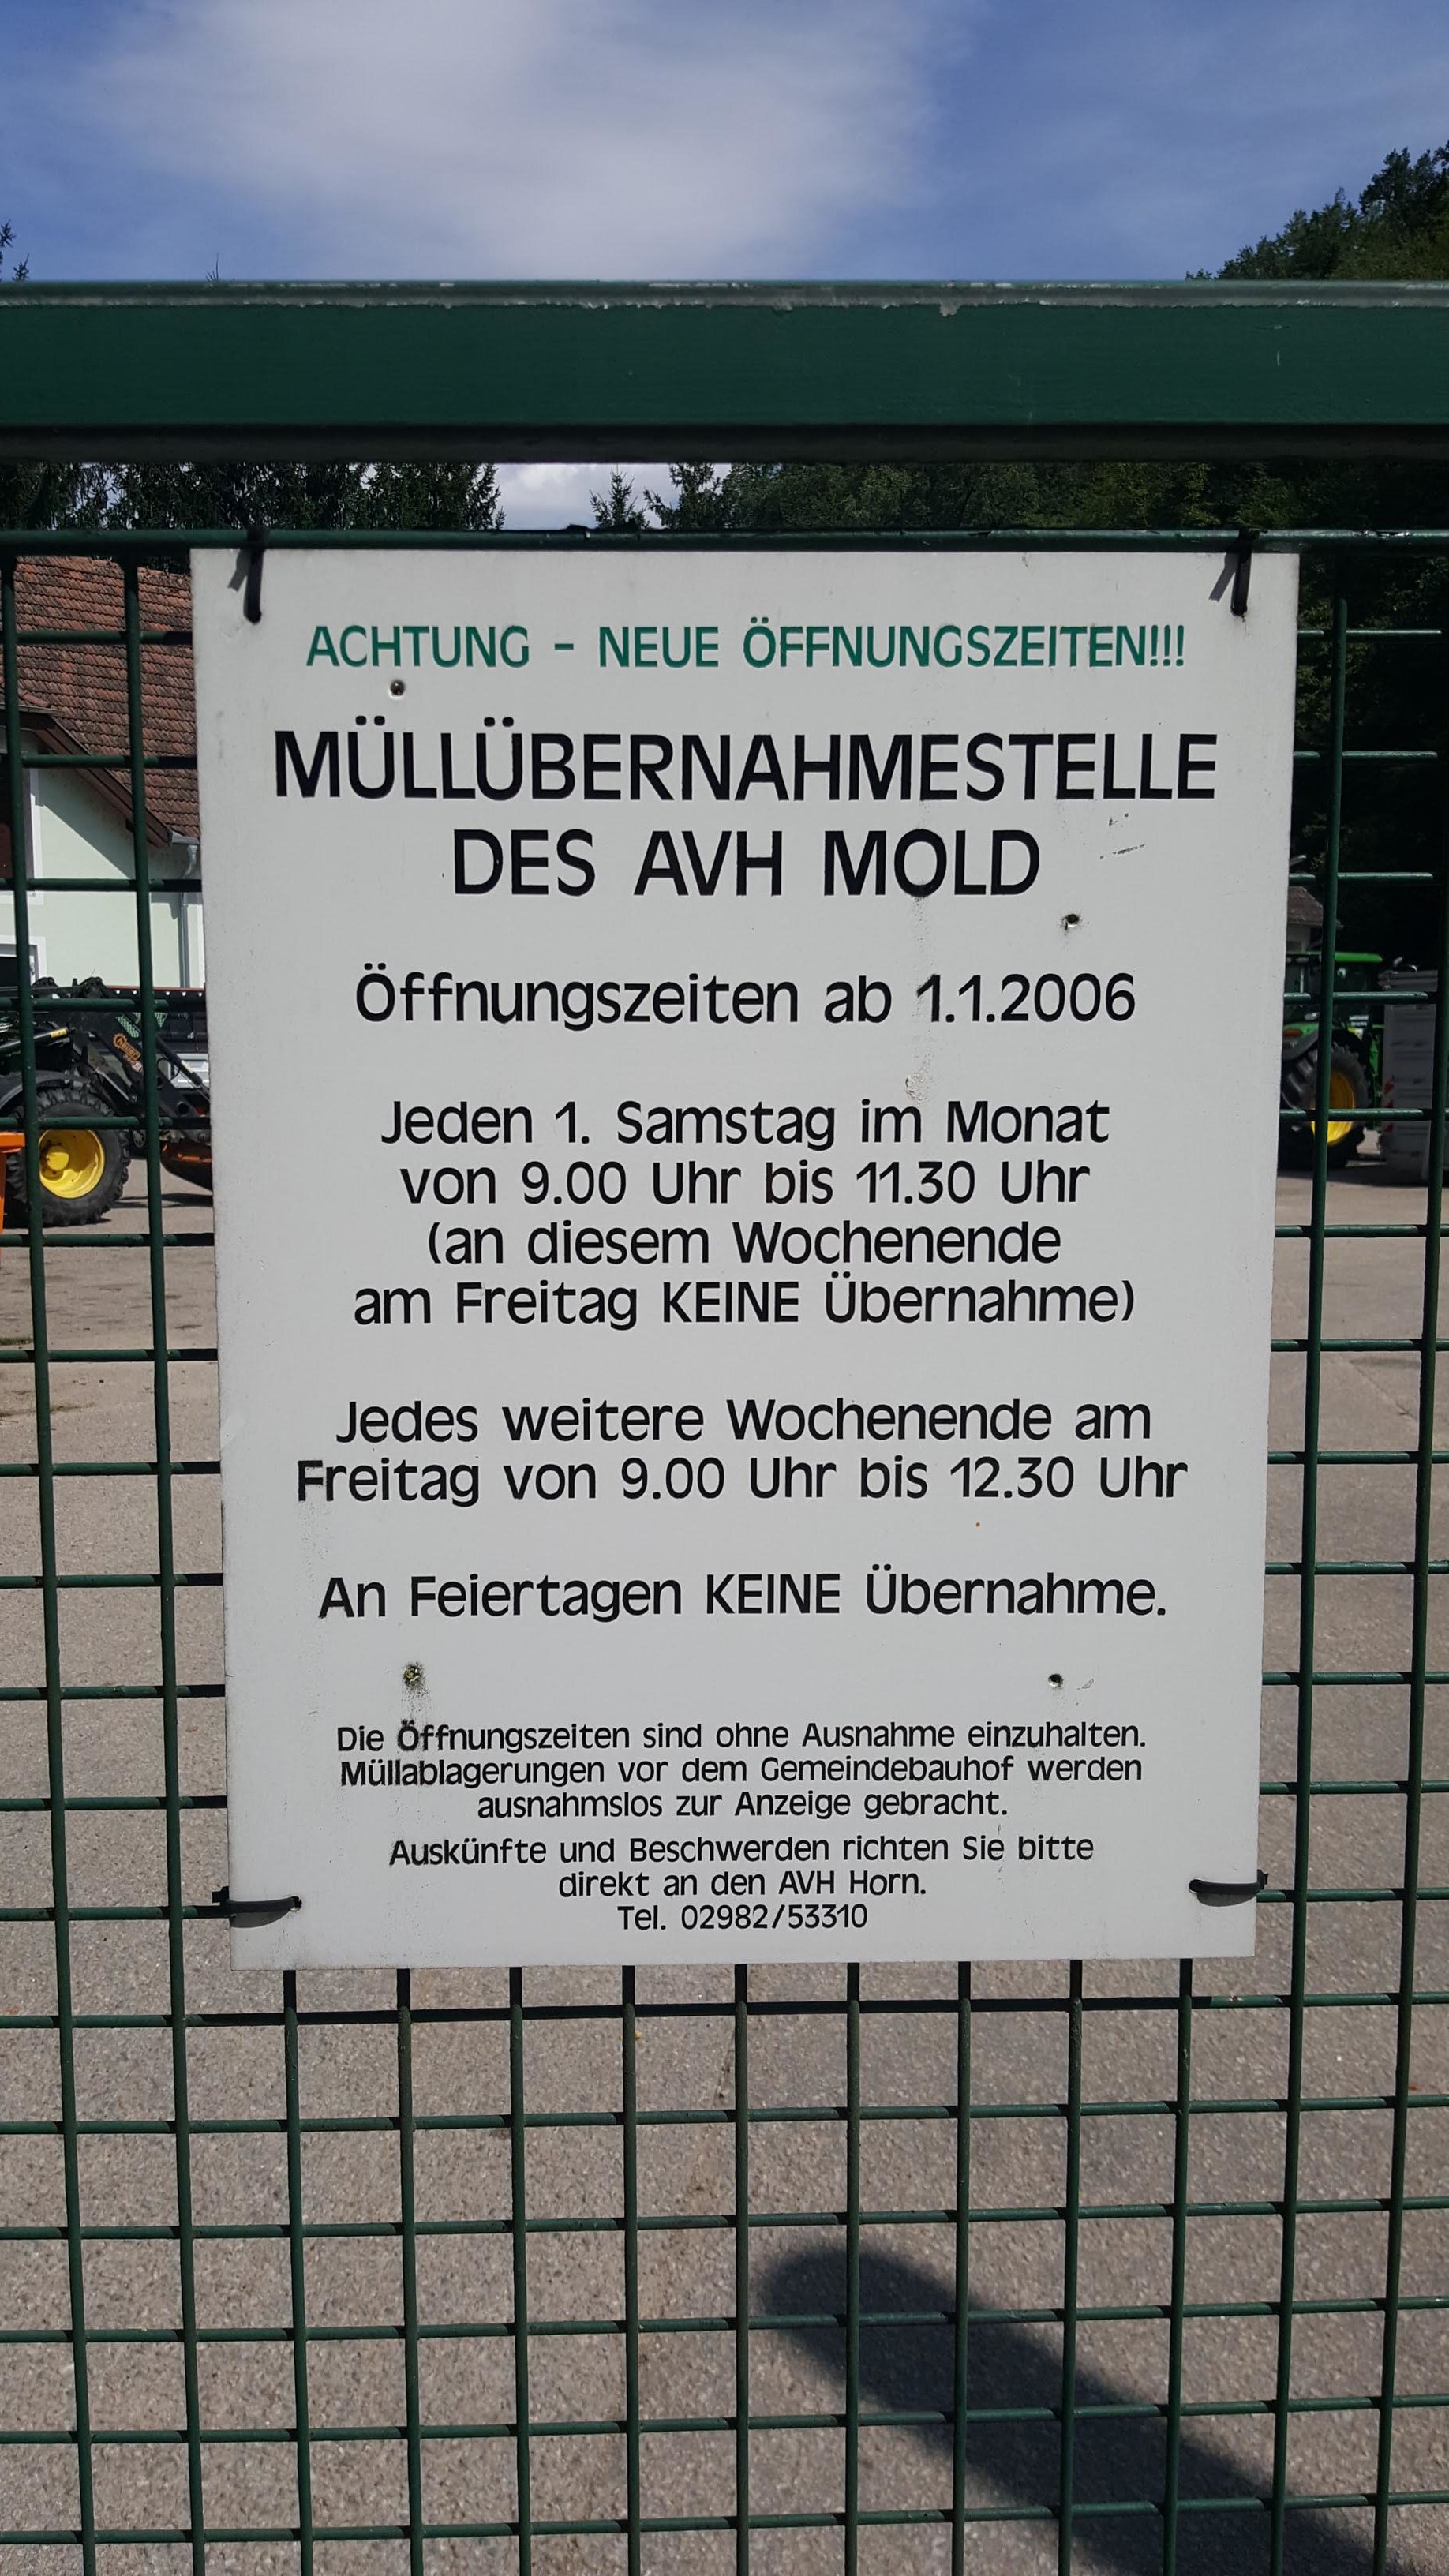 ACHTUNG - NEUE ÖFFNUNGSZEITEN!!!
MÜLLÜBERNAHMESTELLE
DES AVH MOLD
Öffnungszeiten ab 1.1.2006
Jeden 1. Samstag im Monat
von 9.00 Uhr bis 11.30 Uhr
(an diesem Wochenende
am Freitag KEINE Übernahme)
Jedes weitere Wochenende am
Freitag von 9.00 Uhr bis 12.30 Uhr
An Feiertagen KEINE Übernahme.
Die Öffnungszeiten sind ohne Ausnahme einzuhalten.
Müllablagerungen vor dem Gemeindebauhof werden
ausnahmslos zur Anzeige gebracht.
Auskünfte und Beschwerden richten Sie bitte
direkt an den AVH Horn.
Tel. 02982/53310